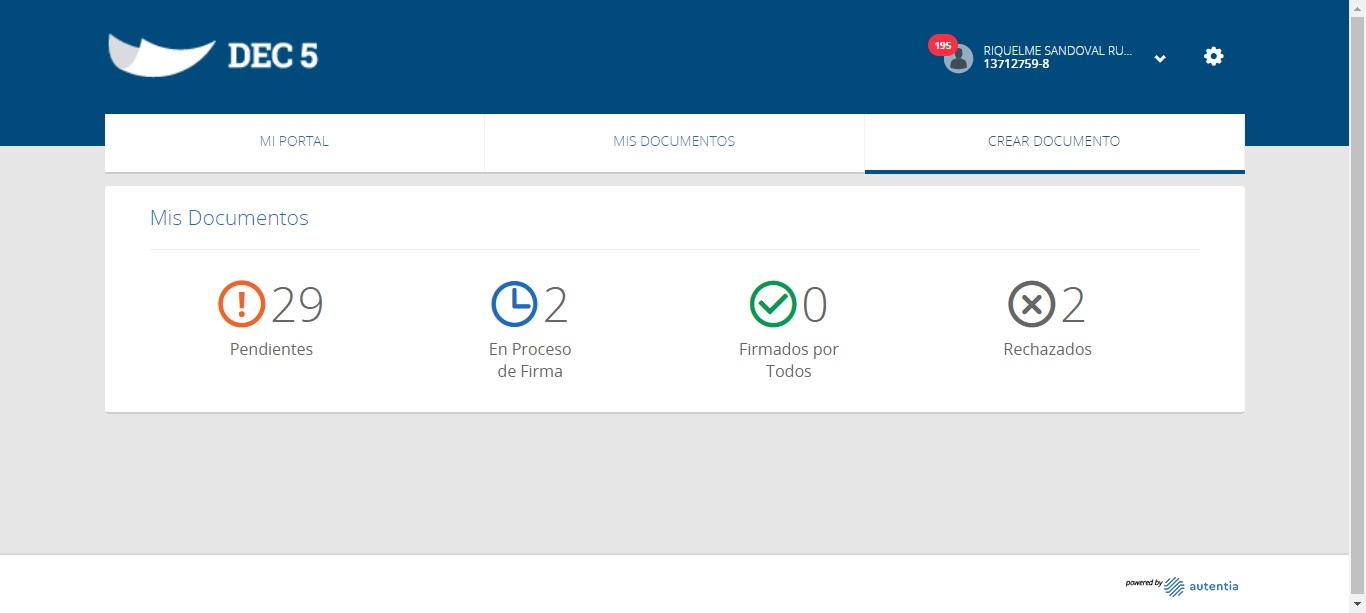 DEC 5
195
RIQUELME SANDOVAL RU...
13712759-8
MI PORTAL
MIS DOCUMENTOS
CREAR DOCUMENTO
Mis Documentos
29
Pendientes
2
En Proceso
de Firma
0
Firmados por
Todos
2
Rechazados
powered by
autentia